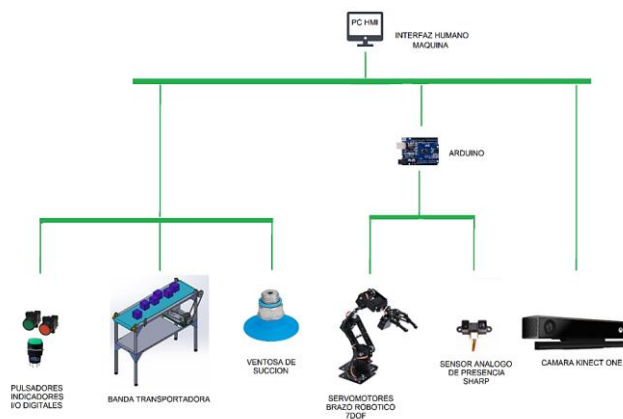 PC HMI
INTERFAZ HUMANO
MAQUINA
ARDUINO
PULSADORES
INDICADORES
I/O DIGITALES
BANDA TRANSPORTADORA
VENTOSA DE
SUCCION
SERVOMOTORES
BRAZO ROBÓTICO
7DOF
SENSOR ANALOGO
DE PRESENCIA
SHARP
CAMARA KINECT ONE